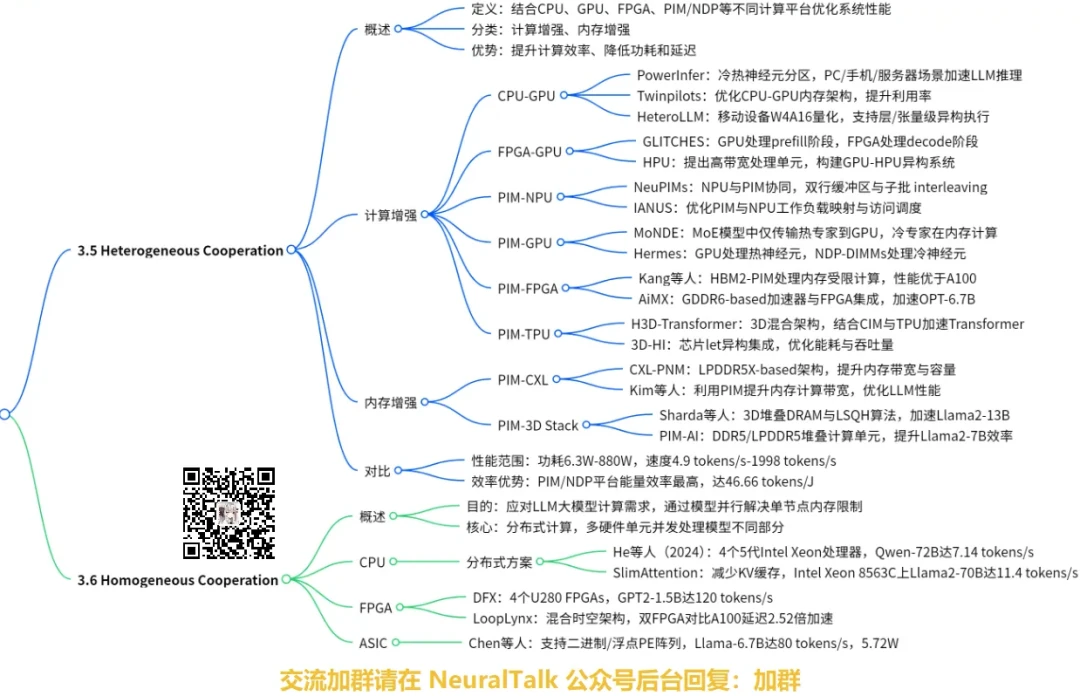 3.5 Heterogeneous Cooperation
概述
定义：结合CPU、GPU、FPGA、PIM/NDP等不同计算平台优化系统性能
分类：计算增强、内存增强
优势：提升计算效率、降低功耗和延迟
计算增强
CPU-GPU
PowerInfer：冷热神经元分区，PC/手机/服务器场景加速LLM推理
Twinpilots：优化CPU-GPU内存架构，提升利用率
HeteroLLM：移动设备W4A16量化，支持层/张量级异构执行
FPGA-GPU
GLITCHES：GPU处理prefill阶段，FPGA处理decode阶段
HPU：提出高带宽处理单元，构建GPU-HPU异构系统
PIM-NPU
NeuPIMs：NPU与PIM协同，双行缓冲区与子批 interleaving
IANUS：优化PIM与NPU工作负载映射与访问调度
PIM-GPU
MoNDE：MoE模型中仅传输热专家到GPU，冷专家在内存计算
Hermes：GPU处理热神经元，NDP-DIMMs处理冷神经元
PIM-FPGA
Kang等人：HBM2-PIM处理内存受限计算，性能优于A100
AiMX：GDDR6-based加速器与FPGA集成，加速OPT-6.7B
PIM-TPU
H3D-Transformer：3D混合架构，结合CIM与TPU加速Transformer
3D-HI：芯片let异构集成，优化能耗与吞吐量
内存增强
PIM-CXL
CXL-PNM：LPDDR5X-based架构，提升内存带宽与容量
Kim等人：利用PIM提升内存计算带宽，优化LLM性能
PIM-3D Stack
Sharda等人：3D堆叠DRAM与LSQH算法，加速Llama2-13B
PIM-AI：DDR5/LPDDR5堆叠计算单元，提升Llama2-7B效率
对比
性能范围：功耗6.3W-880W，速度4.9 tokens/s-1998 tokens/s
效率优势：PIM/NDP平台能量效率最高，达46.66 tokens/J
3.6 Homogeneous Cooperation
概述
目的：应对LLM大模型计算需求，通过模型并行解决单节点内存限制
核心：分布式计算，多硬件单元并发处理模型不同部分
CPU
分布式方案
He等人（2024）：4个5代Intel Xeon处理器，Qwen-72B达7.14 tokens/s
SlimAttention：减少KV缓存，Intel Xeon 8563C上Llama2-70B达11.4 tokens/s
FPGA
DFX：4个U280 FPGAs，GPT2-1.5B达120 tokens/s
LoopLynx：混合时空架构，双FPGA对比A100延迟2.52倍加速
ASIC
Chen等人：支持二进制/浮点PE阵列，Llama-6.7B达80 tokens/s，5.72W
交流加群请在 NeuralTalk 公众号后台回复：加群